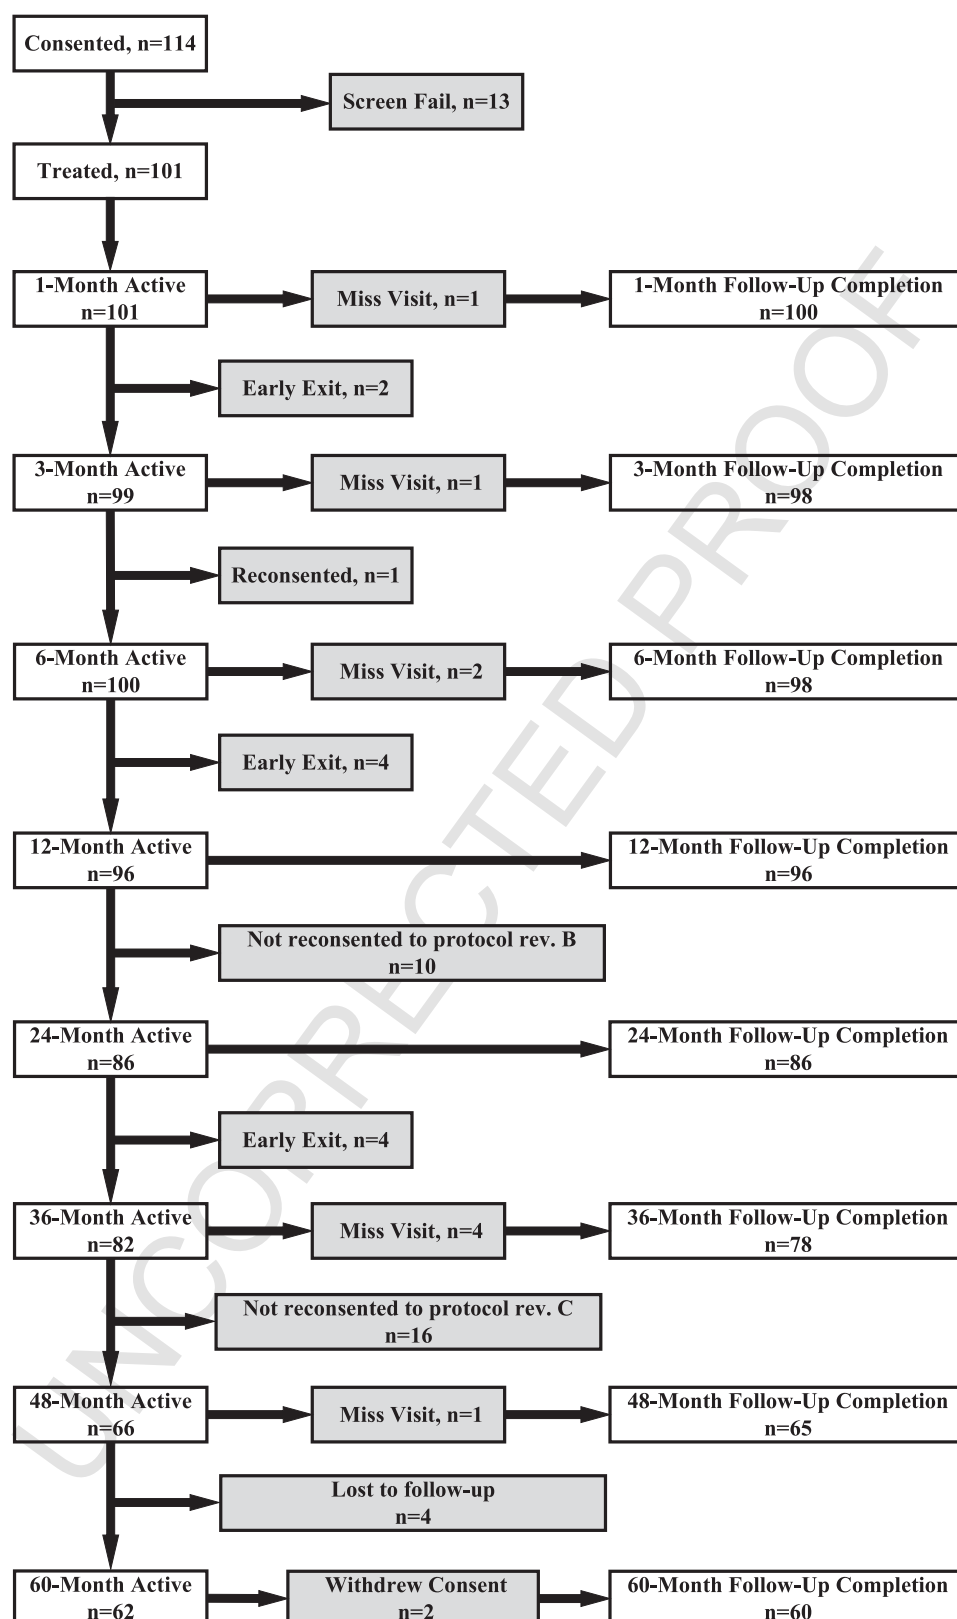 Consented, n=114
Screen Fail, n=13
Treated, n=101
1-Month Active
n=101
Miss Visit, n=1
1-Month Follow-Up Completion
n=100
Early Exit, n=2
3-Month Active
n=99
Miss Visit, n=1
3-Month Follow-Up Completion
n=98
Reconsented, n=1
6-Month Active
n=100
Miss Visit, n=2
6-Month Follow-Up Completion
n=98
Early Exit, n=4
12-Month Active
n=96
12-Month Follow-Up Completion
n=96
Not reconsented to protocol rev. B
n=10
24-Month Active
n=86
24-Month Follow-Up Completion
n=86
Early Exit, n=4
36-Month Active
n=82
Miss Visit, n=4
36-Month Follow-Up Completion
n=78
Not reconsented to protocol rev. C
n=16
48-Month Active
n=66
Miss Visit, n=1
48-Month Follow-Up Completion
n=65
Lost to follow-up
n=4
60-Month Active
n=62
Withdrew Consent
n=2
60-Month Follow-Up Completion
n=60
UNCORRECTED PROOF